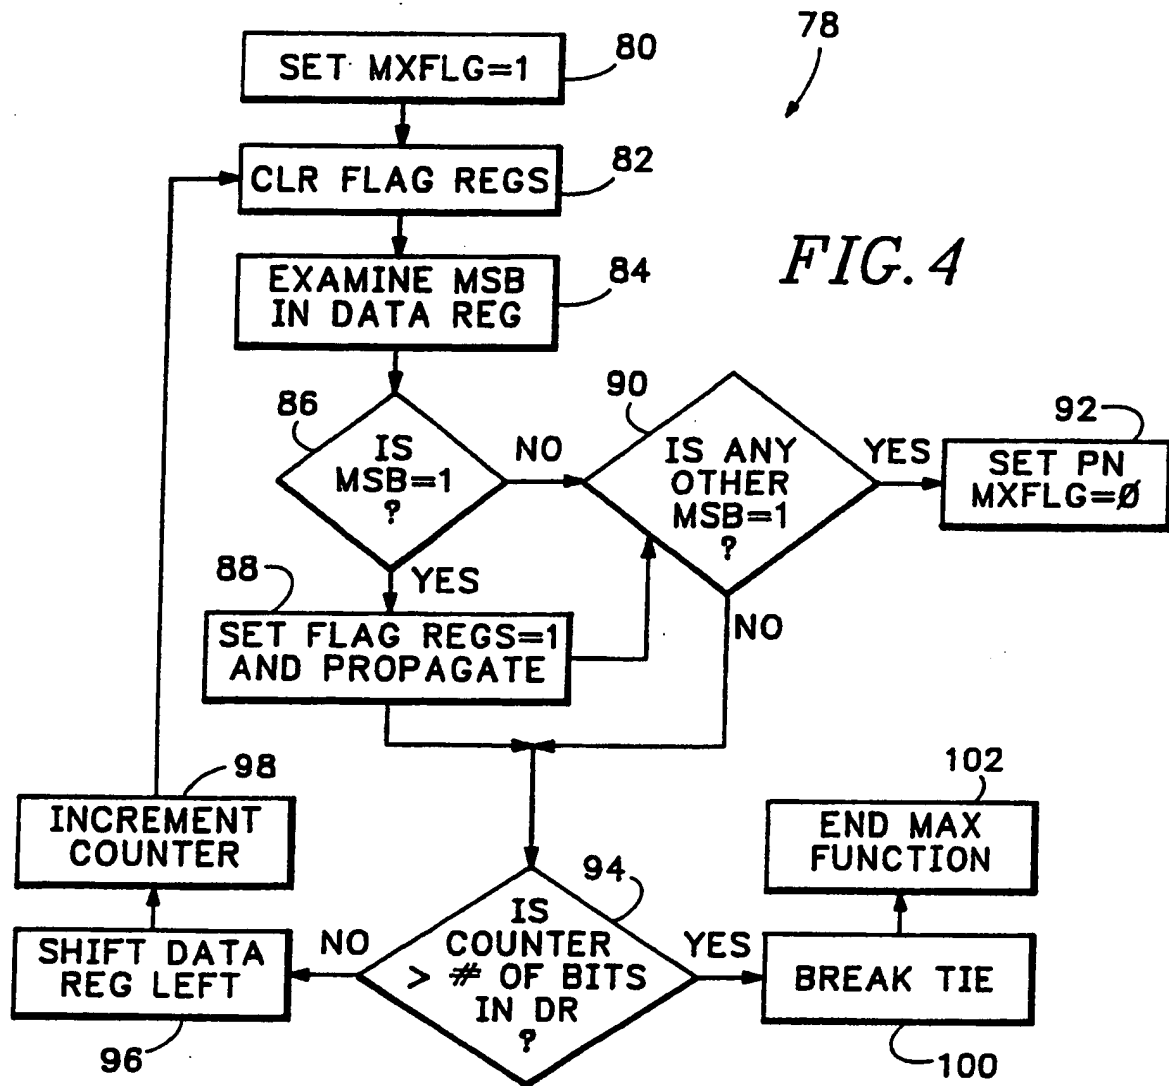 78
SET MXFLG=1
80
CLR FLAG REGS
82
FIG. 4
EXAMINE MSB
IN DATA REG
84
86
IS
MSB=1
?
NO
90
IS ANY
OTHER
MSB=1
?
YES
92
SET PN
MXFLG=Ø
YES
88
SET FLAG REGS=1
AND PROPAGATE
NO
98
INCREMENT
COUNTER
102
END MAX
FUNCTION
94
IS
COUNTER
> # OF BITS
IN DR
?
NO
SHIFT DATA
REG LEFT
96
YES
BREAK TIE
100